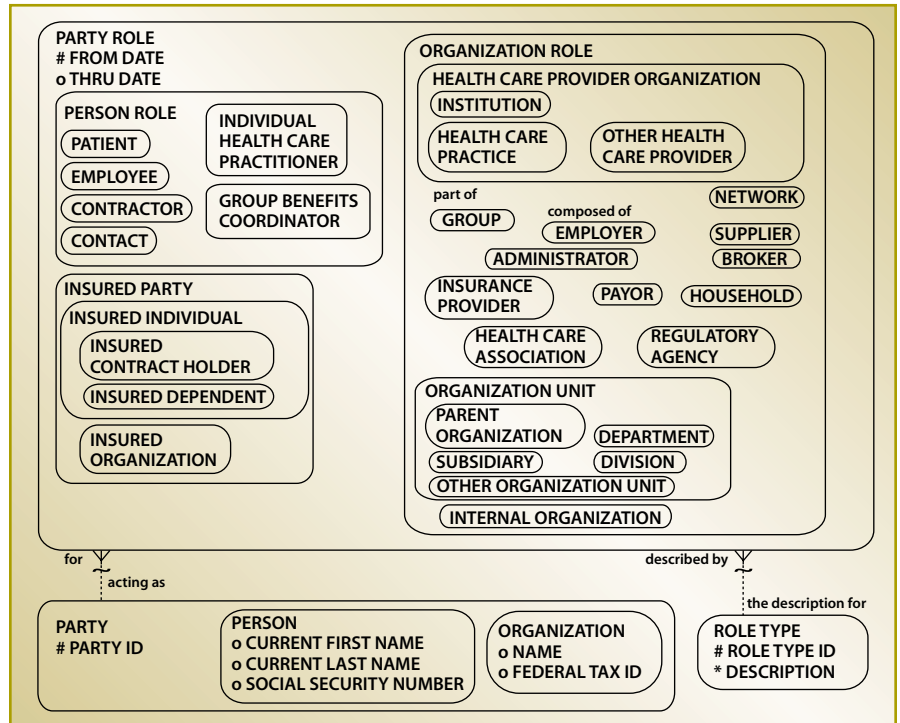 PARTY ROLE
# FROM DATE
o THRU DATE
PERSON ROLE
PATIENT
EMPLOYEE
CONTRACTOR
CONTACT
INDIVIDUAL
HEALTH CARE
PRACTITIONER
GROUP BENEFITS
COORDINATOR
INSURED PARTY
INSURED INDIVIDUAL
INSURED
CONTRACT HOLDER
INSURED DEPENDENT
INSURED
ORGANIZATION
ORGANIZATION ROLE
HEALTH CARE PROVIDER ORGANIZATION
INSTITUTION
HEALTH CARE
PRACTICE
OTHER HEALTH
CARE PROVIDER
part of
GROUP
composed of
EMPLOYER
NETWORK
SUPPLIER
ADMINISTRATOR
BROKER
INSURANCE
PROVIDER
PAYOR
HOUSEHOLD
HEALTH CARE
ASSOCIATION
REGULATORY
AGENCY
ORGANIZATION UNIT
PARENT
ORGANIZATION
DEPARTMENT
SUBSIDIARY
DIVISION
OTHER ORGANIZATION UNIT
INTERNAL ORGANIZATION
for
acting as
described by
the description for
PARTY
# PARTY ID
PERSON
o CURRENT FIRST NAME
o CURRENT LAST NAME
o SOCIAL SECURITY NUMBER
ORGANIZATION
o NAME
o FEDERAL TAX ID
ROLE TYPE
# ROLE TYPE ID
* DESCRIPTION